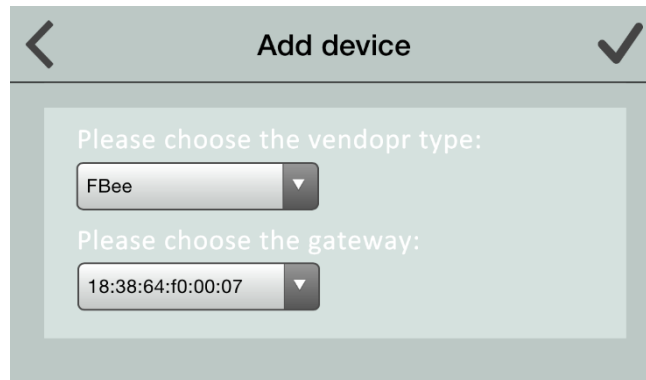 Add device
Please choose the vendopr type:
FBee
Please choose the gateway:
18:38:64:f0:00:07